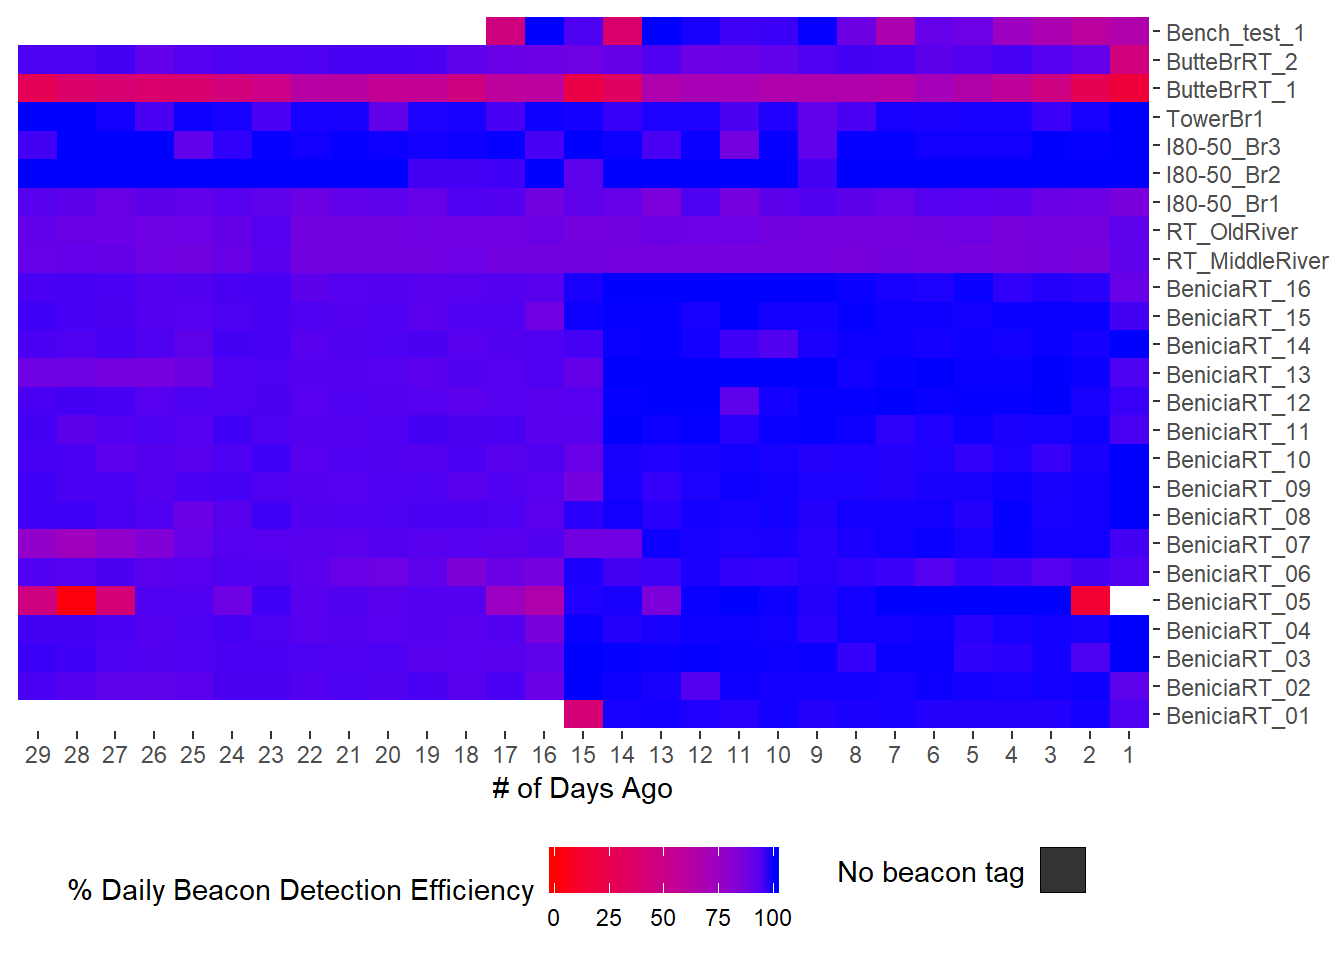 Bench_test_1
ButteBrRT_2
ButteBrRT_1
TowerBr1
I80-50_Br3
I80-50_Br2
I80-50_Br1
RT_OldRiver
RT_MiddleRiver
BeniciaRT_16
BeniciaRT_15
BeniciaRT_14
BeniciaRT_13
BeniciaRT_12
BeniciaRT_11
BeniciaRT_10
BeniciaRT_09
BeniciaRT_08
BeniciaRT_07
BeniciaRT_06
BeniciaRT_05
BeniciaRT_04
BeniciaRT_03
BeniciaRT_02
BeniciaRT_01
29 28 27 26 25 24 23 22 21 20 19 18 17 16 15 14 13 12 11 10 9 8 7 6 5 4 3 2 1
# of Days Ago
% Daily Beacon Detection Efficiency
0 25 50 75 100
No beacon tag